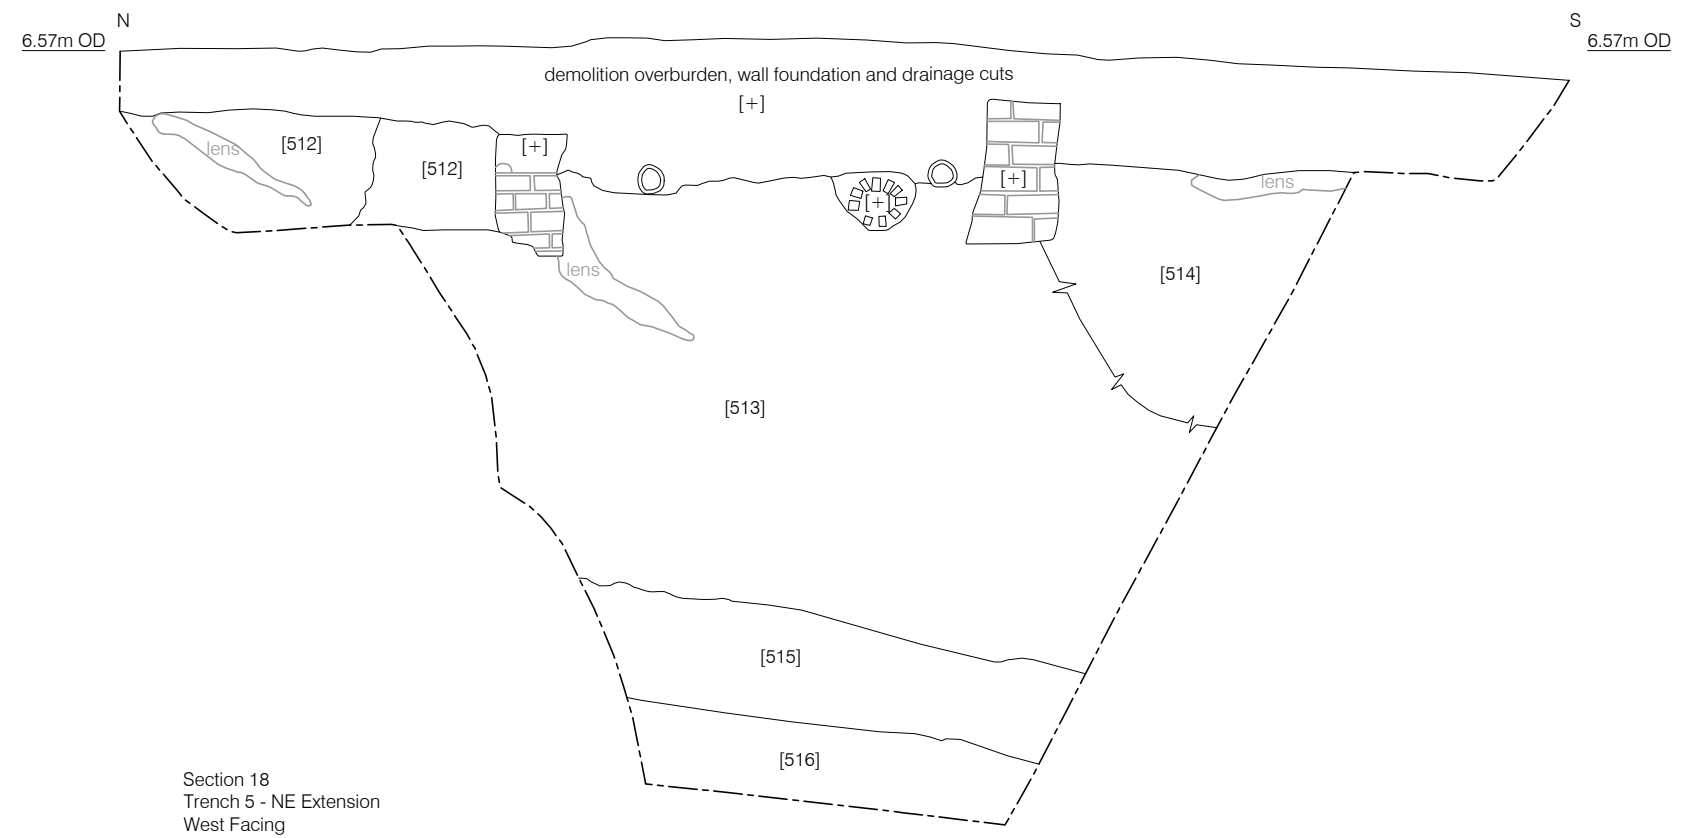 N
S
6.57m OD
6.57m OD
demolition overburden, wall foundation and drainage cuts
[+]
lens
[512]
[512]
[+]
[+]
[+]
lens
lens
[514]
[513]
[515]
[516]
Section 18
Trench 5 - NE Extension
West Facing